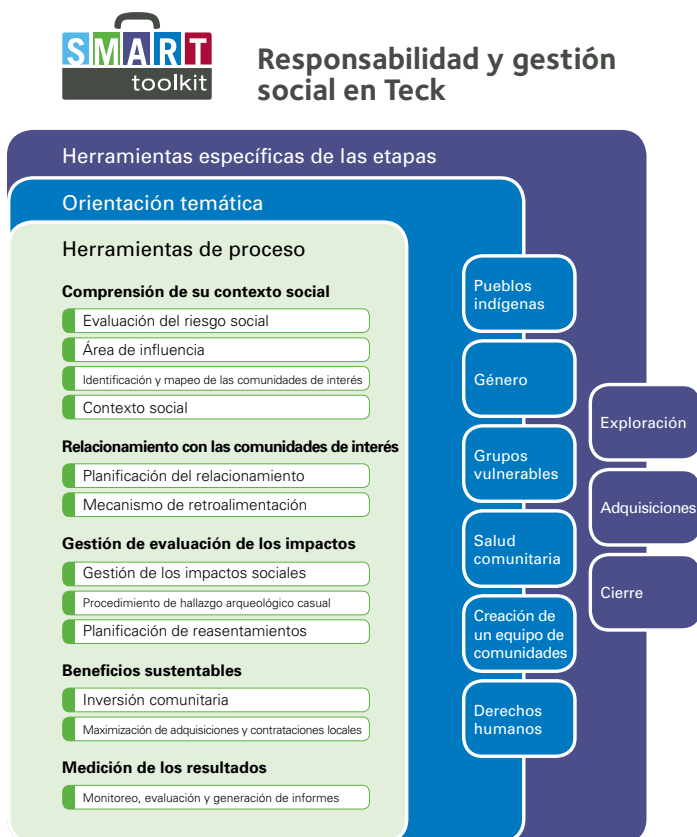 SMART
toolkit
Responsabilidad y gestión
social en Teck
Herramientas específicas de las etapas
Orientación temática
Herramientas de proceso
Comprensión de su contexto social
Evaluación del riesgo social
Área de influencia
Identificación y mapeo de las comunidades de interés
Contexto social
Relacionamiento con las comunidades de interés
Planificación del relacionamiento
Mecanismo de retroalimentación
Gestión de evaluación de los impactos
Gestión de los impactos sociales
Procedimiento de hallazgo arqueológico casual
Planificación de reasentamientos
Beneficios sustentables
Inversión comunitaria
Maximización de adquisiciones y contrataciones locales
Medición de los resultados
Monitoreo, evaluación y generación de informes
Pueblos
indígenas
Género
Grupos
vulnerables
Salud
comunitaria
Creación de
un equipo de
comunidades
Derechos
humanos
Exploración
Adquisiciones
Cierre